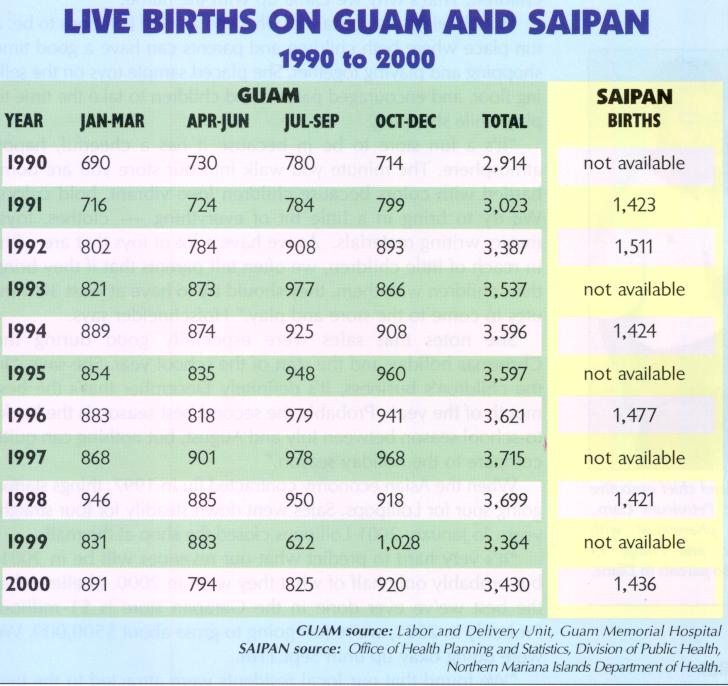 LIVE BIRTHS ON GUAM AND SAIPAN
1990 to 2000
GUAM SAIPAN
YEAR JAN-MAR APR-JUN JUL-SEP OCT-DEC TOTAL BIRTHS
1990 690 730 780 714 2,914 not available
1991 716 724 784 799 3,023 1,423
1992 802 784 908 893 3,387 1,511
1993 821 873 977 866 3,537 not available
1994 889 874 925 908 3,596 1,424
1995 854 835 948 960 3,597 not available
1996 883 818 979 941 3,621 1,477
1997 868 901 978 968 3,715 not available
1998 946 885 950 918 3,699 1,421
1999 831 883 622 1,028 3,364 not available
2000 891 794 825 920 3,430 1,436
GUAM source: Labor and Delivery Unit, Guam Memorial Hospital
SAIPAN source: Office of Health Planning and Statistics, Division of Public Health,
Northern Mariana Islands Department of Health.